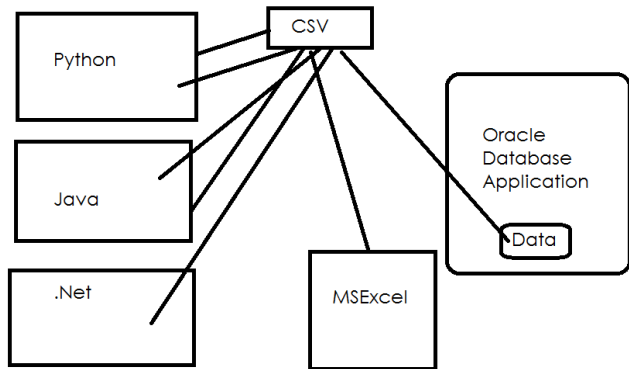 CSV
Python
Java
.Net
MSExcel
Oracle
Database
Application
Data